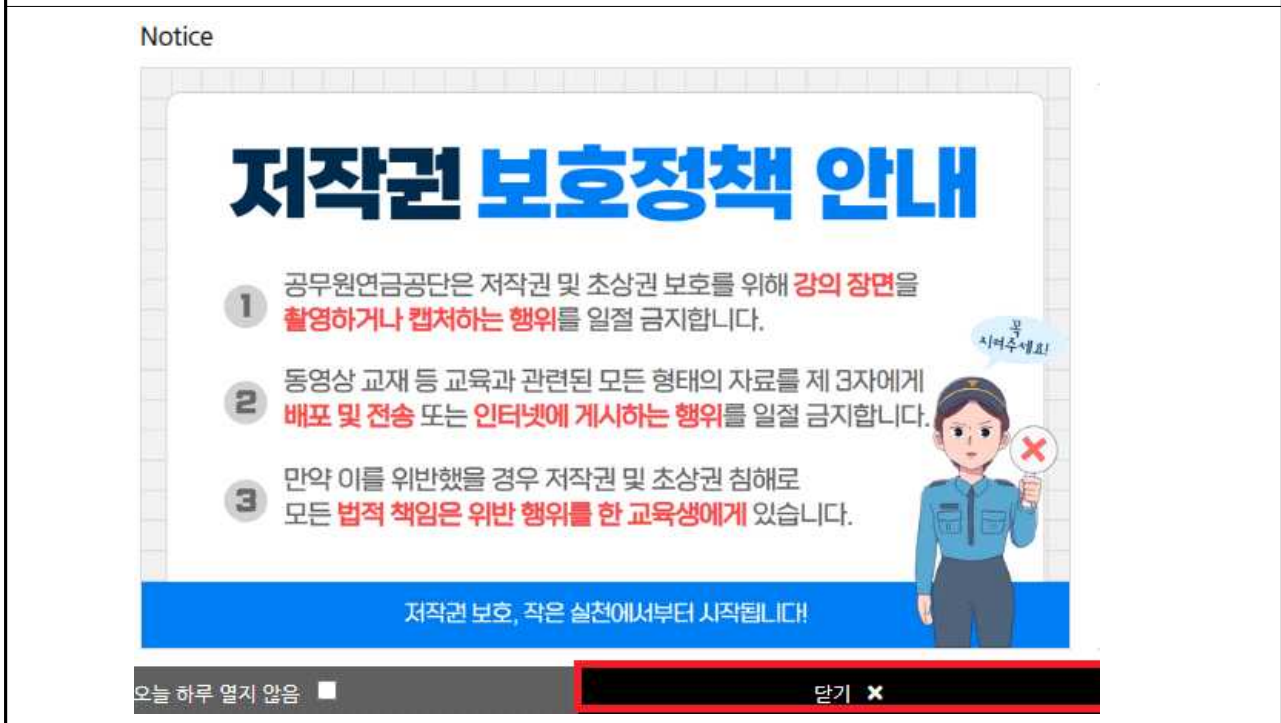 Notice
저작권 보호정책 안내
1 공무원연금공단은 저작권 및 초상권 보호를 위해 강의 장면을
촬영하거나 캡처하는 행위를 일절 금지합니다.
꼭
지켜주세요!
2 동영상 교재 등 교육과 관련된 모든 형태의 자료를 제 3자에게
배포 및 전송 또는 인터넷에 게시하는 행위를 일절 금지합니다.
3 만약 이를 위반했을 경우 저작권 및 초상권 침해로
모든 법적 책임은 위반 행위를 한 교육생에게 있습니다.
저작권 보호, 작은 실천에서부터 시작됩니다!
오늘 하루 열지 않음
닫기 ✖